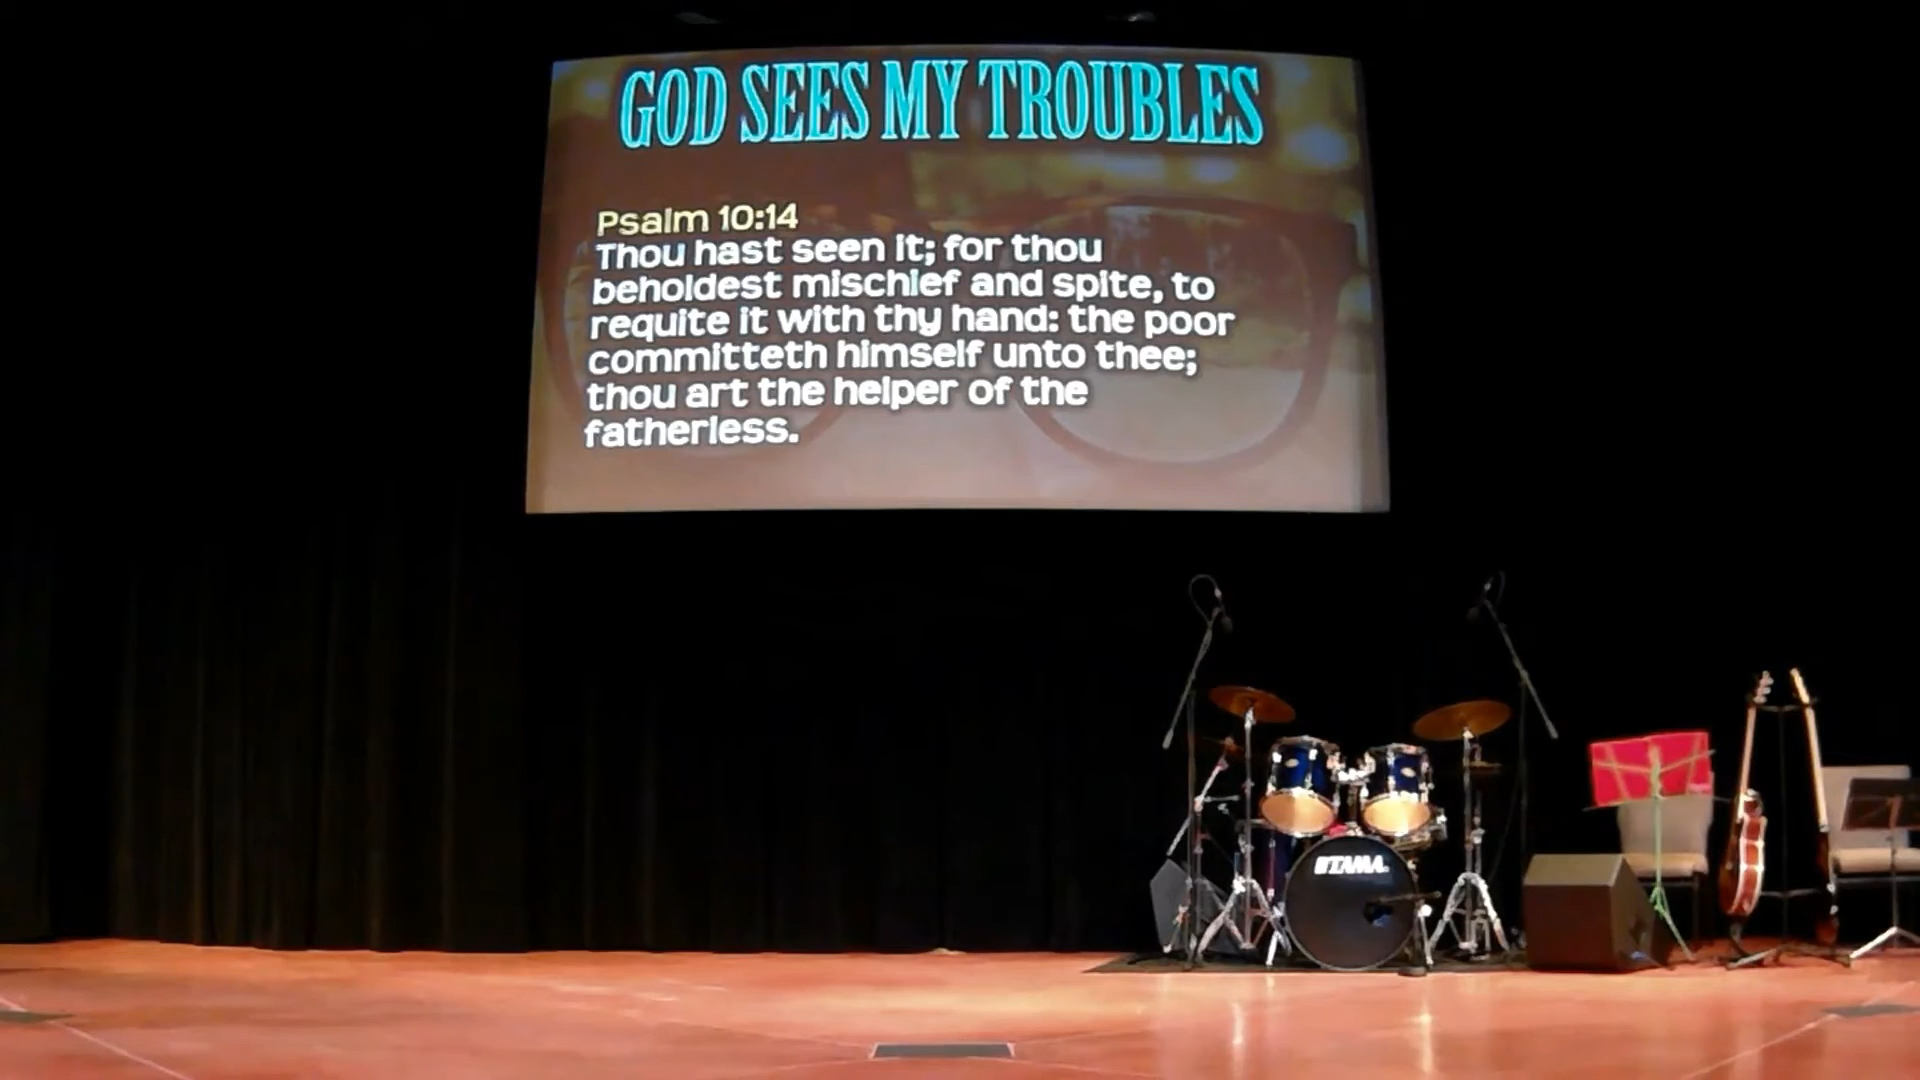 GOD SEES MY TROUBLES
Psalm 10:14
Thou hast seen it; for thou
beholdest mischief and spite, to
requite it with thy hand: the poor
committeth himself unto thee;
thou art the helper of the
fatherless.
TAMA